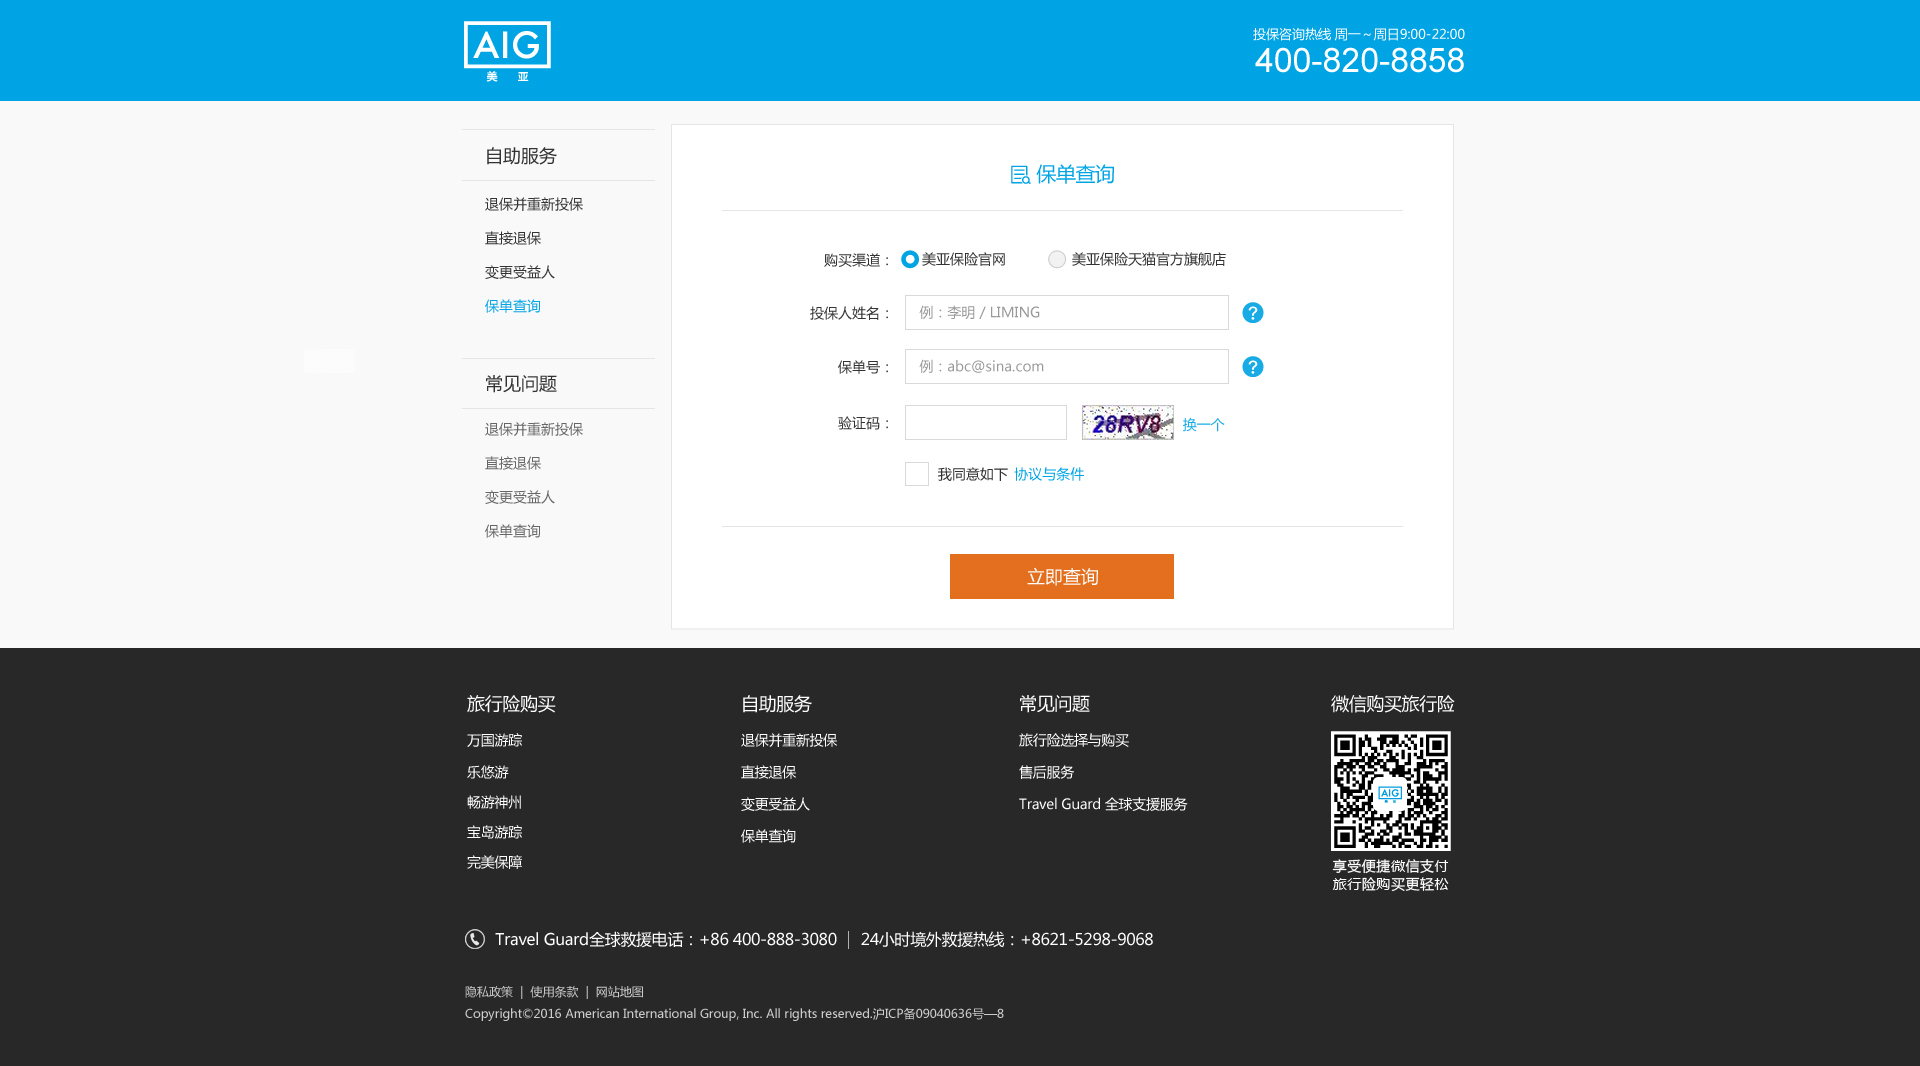 AIG
美 亚
投保咨询热线 周一～周日9:00-22:00
400-820-8858
自助服务
退保并重新投保
直接退保
变更受益人
保单查询
常见问题
退保并重新投保
直接退保
变更受益人
保单查询
保单查询
购买渠道： 美亚保险官网 美亚保险天猫官方旗舰店
投保人姓名： 例：李明 / LIMING ?
保单号： 例：abc@sina.com ?
验证码： 28RV8 换一个
我同意如下 协议与条件
立即查询
旅行险购买
万国游踪
乐悠游
畅游神州
宝岛游踪
完美保障
自助服务
退保并重新投保
直接退保
变更受益人
保单查询
常见问题
旅行险选择与购买
售后服务
Travel Guard 全球支援服务
微信购买旅行险
AIG
享受便捷微信支付
旅行险购买更轻松
Travel Guard全球救援电话：+86 400-888-3080 | 24小时境外救援热线：+8621-5298-9068
隐私政策 | 使用条款 | 网站地图
Copyright©2016 American International Group, Inc. All rights reserved.沪ICP备09040636号—8